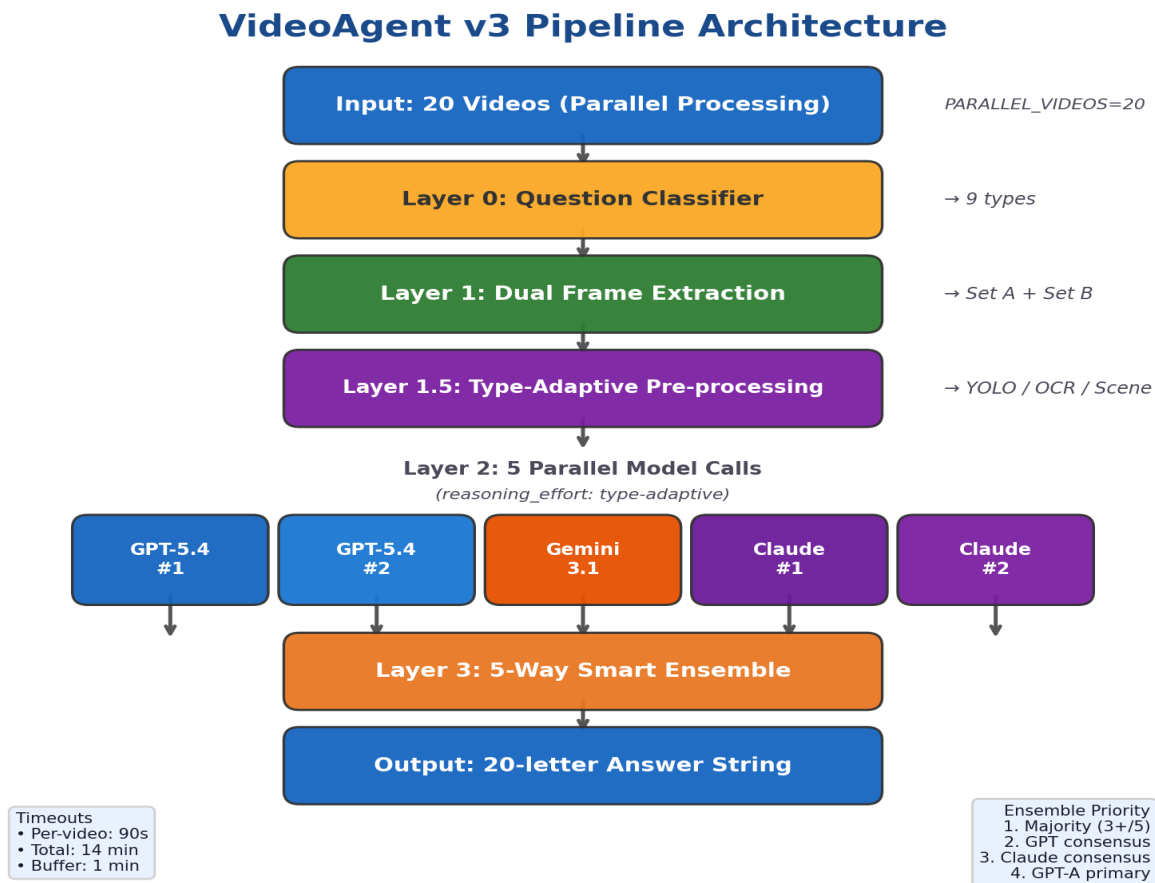 VideoAgent v3 Pipeline Architecture
Input: 20 Videos (Parallel Processing)
PARALLEL_VIDEOS=20
Layer 0: Question Classifier
→ 9 types
Layer 1: Dual Frame Extraction
→ Set A + Set B
Layer 1.5: Type-Adaptive Pre-processing
→ YOLO / OCR / Scene
Layer 2: 5 Parallel Model Calls
(reasoning_effort: type-adaptive)
GPT-5.4
#1
GPT-5.4
#2
Gemini
3.1
Claude
#1
Claude
#2
Layer 3: 5-Way Smart Ensemble
Output: 20-letter Answer String
Timeouts
• Per-video: 90s
• Total: 14 min
• Buffer: 1 min
Ensemble Priority
1. Majority (3+/5)
2. GPT consensus
3. Claude consensus
4. GPT-A primary